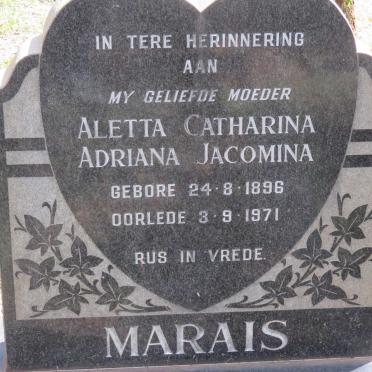 IN TERE HERINNERING
AAN
MY GELIEFDE MOEDER
ALETTA CATHARINA
ADRIANA JACOMINA
GEBORE 24·8·1896
OORLEDE 3·9·1971
RUS IN VREDE.
MARAIS